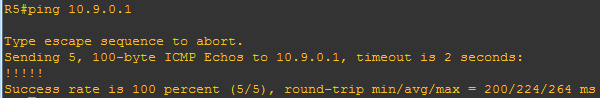 R5#ping 10.9.0.1
Type escape sequence to abort.
Sending 5, 100-byte ICMP Echos to 10.9.0.1, timeout is 2 seconds:
!!!!!
Success rate is 100 percent (5/5), round-trip min/avg/max = 200/224/264 ms